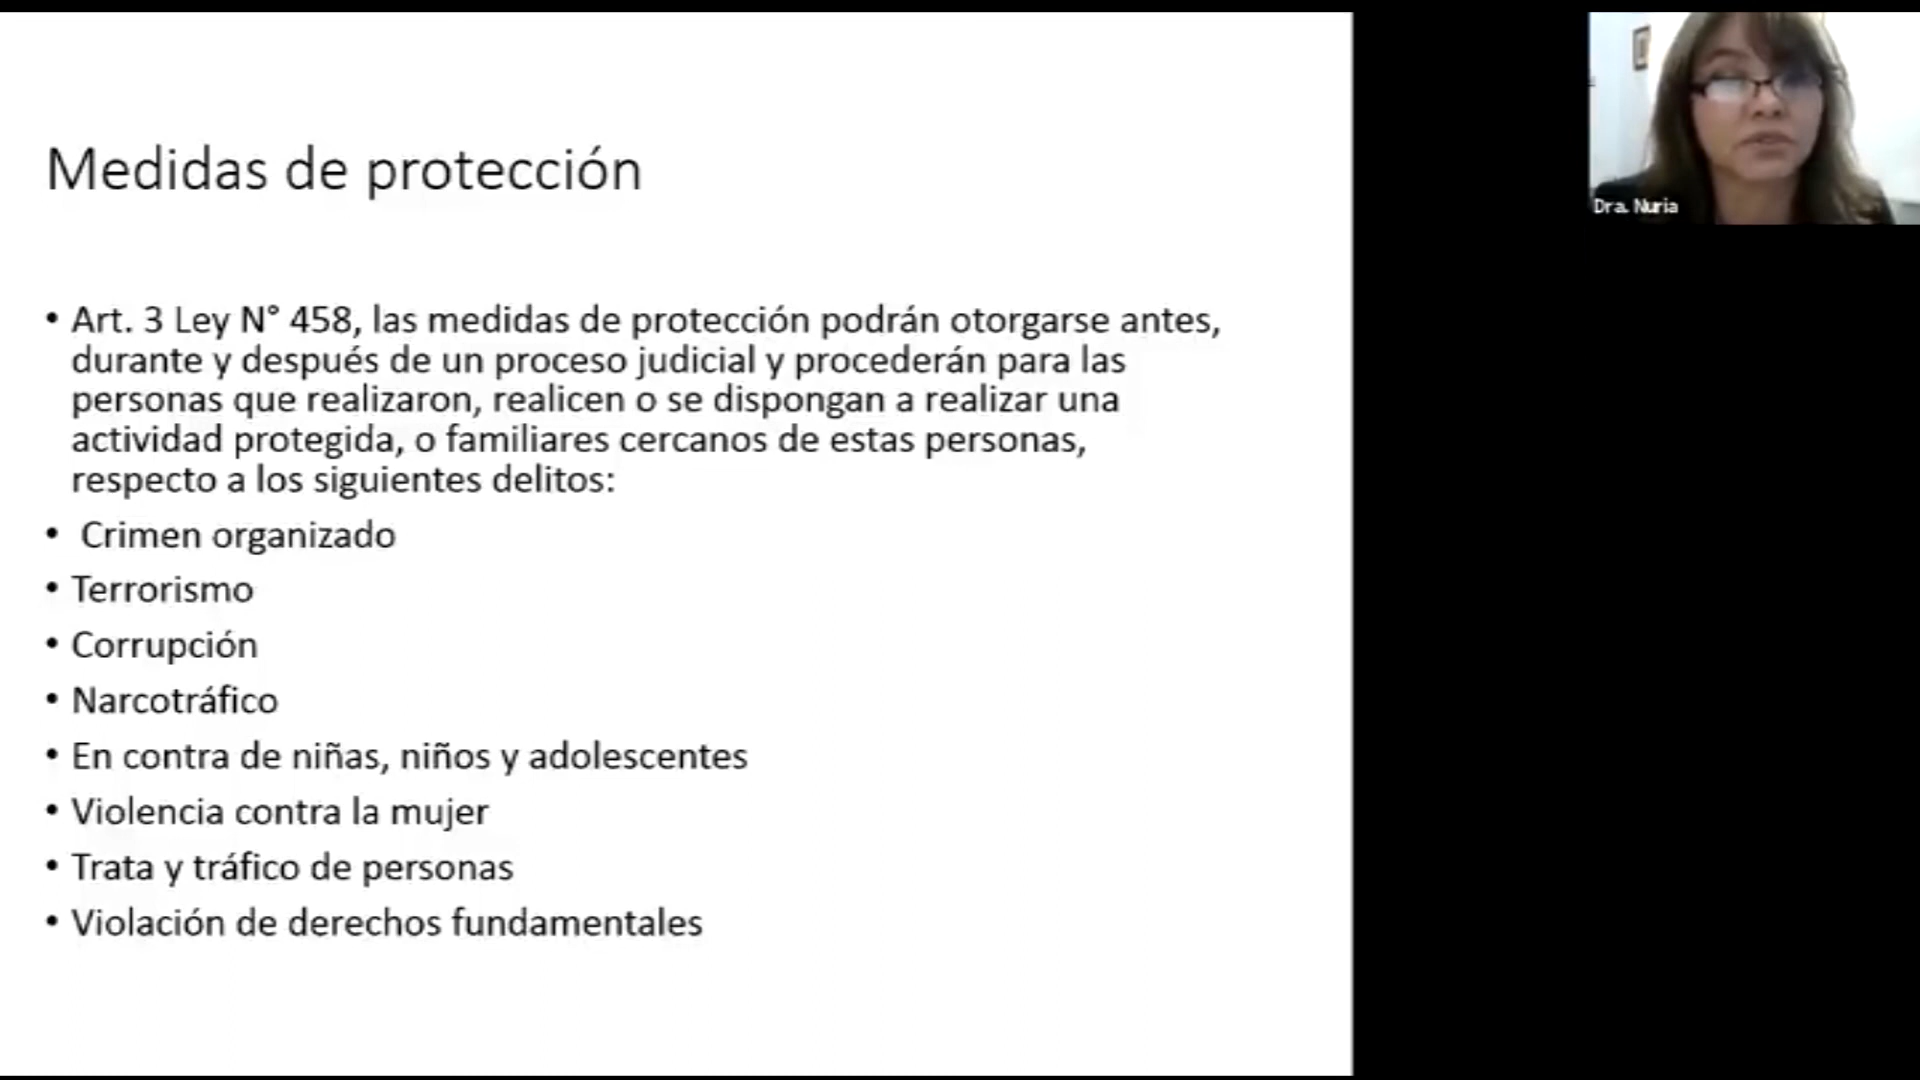 Medidas de protección
• Art. 3 Ley N° 458, las medidas de protección podrán otorgarse antes,
durante y después de un proceso judicial y procederán para las
personas que realizaron, realicen o se dispongan a realizar una
actividad protegida, o familiares cercanos de estas personas,
respecto a los siguientes delitos:
• Crimen organizado
• Terrorismo
• Corrupción
• Narcotráfico
• En contra de niñas, niños y adolescentes
• Violencia contra la mujer
• Trata y tráfico de personas
• Violación de derechos fundamentales
Dra. Nuria